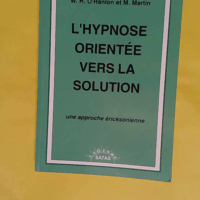 W. H. O'Hanlon et M. Martin
L'HYPNOSE
ORIENTÉE
VERS LA
SOLUTION
une approche éricksonienne
SATAS